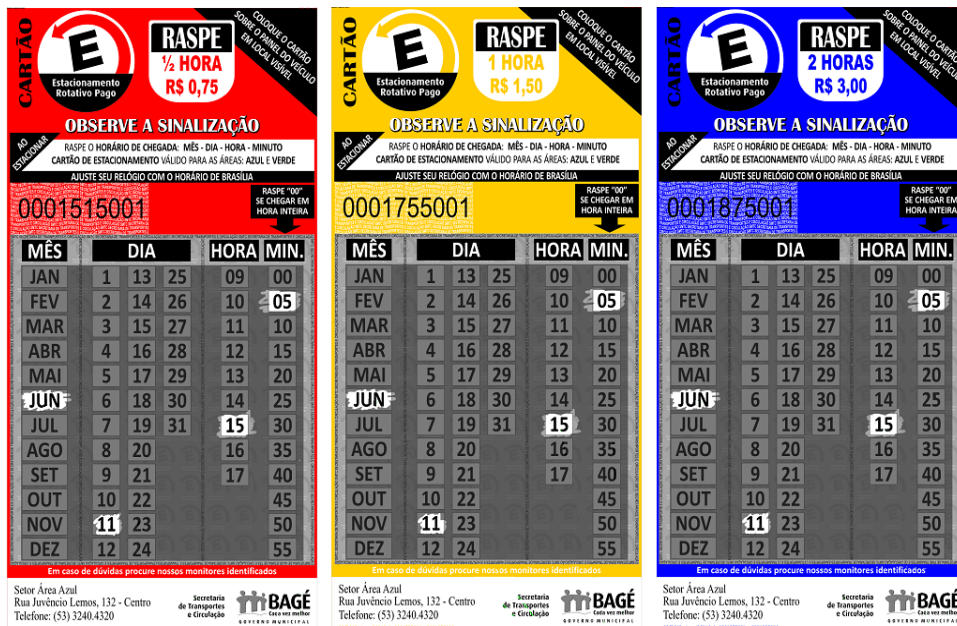 CARTÃO
E
Estacionamento
Rotativo Pago
RASPE
½ HORA
R$ 0,75
COLOQUE O CARTÃO
SOBRE O PAINEL DO VEÍCULO
EM LOCAL VISÍVEL
OBSERVE A SINALIZAÇÃO
AO
ESTACIONAR
RASPE O HORÁRIO DE CHEGADA: MÊS - DIA - HORA - MINUTO
CARTÃO DE ESTACIONAMENTO VÁLIDO PARA AS ÁREAS: AZUL E VERDE
AJUSTE SEU RELÓGIO COM O HORÁRIO DE BRASÍLIA
0001515001
RASPE "00"
SE CHEGAR EM
HORA INTEIRA
MÊS DIA HORA MIN.
JAN 1 13 25 09 00
FEV 2 14 26 10 05
MAR 3 15 27 11 10
ABR 4 16 28 12 15
MAI 5 17 29 13 20
JUN 6 18 30 14 25
JUL 7 19 31 15 30
AGO 8 20 16 35
SET 9 21 17 40
OUT 10 22 45
NOV 11 23 50
DEZ 12 24 55
Em caso de dúvidas procure nossos monitores identificados
Setor Área Azul
Rua Juvêncio Lemos, 132 - Centro
Telefone: (53) 3240.4320
Secretaria
de Transportes
e Circulação
BAGÉ
Cada vez melhor
GOVERNO MUNICIPAL
CARTÃO
E
Estacionamento
Rotativo Pago
RASPE
1 HORA
R$ 1,50
COLOQUE O CARTÃO
SOBRE O PAINEL DO VEÍCULO
EM LOCAL VISÍVEL
OBSERVE A SINALIZAÇÃO
AO
ESTACIONAR
RASPE O HORÁRIO DE CHEGADA: MÊS - DIA - HORA - MINUTO
CARTÃO DE ESTACIONAMENTO VÁLIDO PARA AS ÁREAS: AZUL E VERDE
AJUSTE SEU RELÓGIO COM O HORÁRIO DE BRASÍLIA
0001755001
RASPE "00"
SE CHEGAR EM
HORA INTEIRA
MÊS DIA HORA MIN.
JAN 1 13 25 09 00
FEV 2 14 26 10 05
MAR 3 15 27 11 10
ABR 4 16 28 12 15
MAI 5 17 29 13 20
JUN 6 18 30 14 25
JUL 7 19 31 15 30
AGO 8 20 16 35
SET 9 21 17 40
OUT 10 22 45
NOV 11 23 50
DEZ 12 24 55
Em caso de dúvidas procure nossos monitores identificados
Setor Área Azul
Rua Juvêncio Lemos, 132 - Centro
Telefone: (53) 3240.4320
Secretaria
de Transportes
e Circulação
BAGÉ
Cada vez melhor
GOVERNO MUNICIPAL
CARTÃO
E
Estacionamento
Rotativo Pago
RASPE
2 HORAS
R$ 3,00
COLOQUE O CARTÃO
SOBRE O PAINEL DO VEÍCULO
EM LOCAL VISÍVEL
OBSERVE A SINALIZAÇÃO
AO
ESTACIONAR
RASPE O HORÁRIO DE CHEGADA: MÊS - DIA - HORA - MINUTO
CARTÃO DE ESTACIONAMENTO VÁLIDO PARA AS ÁREAS: AZUL E VERDE
AJUSTE SEU RELÓGIO COM O HORÁRIO DE BRASÍLIA
0001875001
RASPE "00"
SE CHEGAR EM
HORA INTEIRA
MÊS DIA HORA MIN.
JAN 1 13 25 09 00
FEV 2 14 26 10 05
MAR 3 15 27 11 10
ABR 4 16 28 12 15
MAI 5 17 29 13 20
JUN 6 18 30 14 25
JUL 7 19 31 15 30
AGO 8 20 16 35
SET 9 21 17 40
OUT 10 22 45
NOV 11 23 50
DEZ 12 24 55
Em caso de dúvidas procure nossos monitores identificados
Setor Área Azul
Rua Juvêncio Lemos, 132 - Centro
Telefone: (53) 3240.4320
Secretaria
de Transportes
e Circulação
BAGÉ
Cada vez melhor
GOVERNO MUNICIPAL